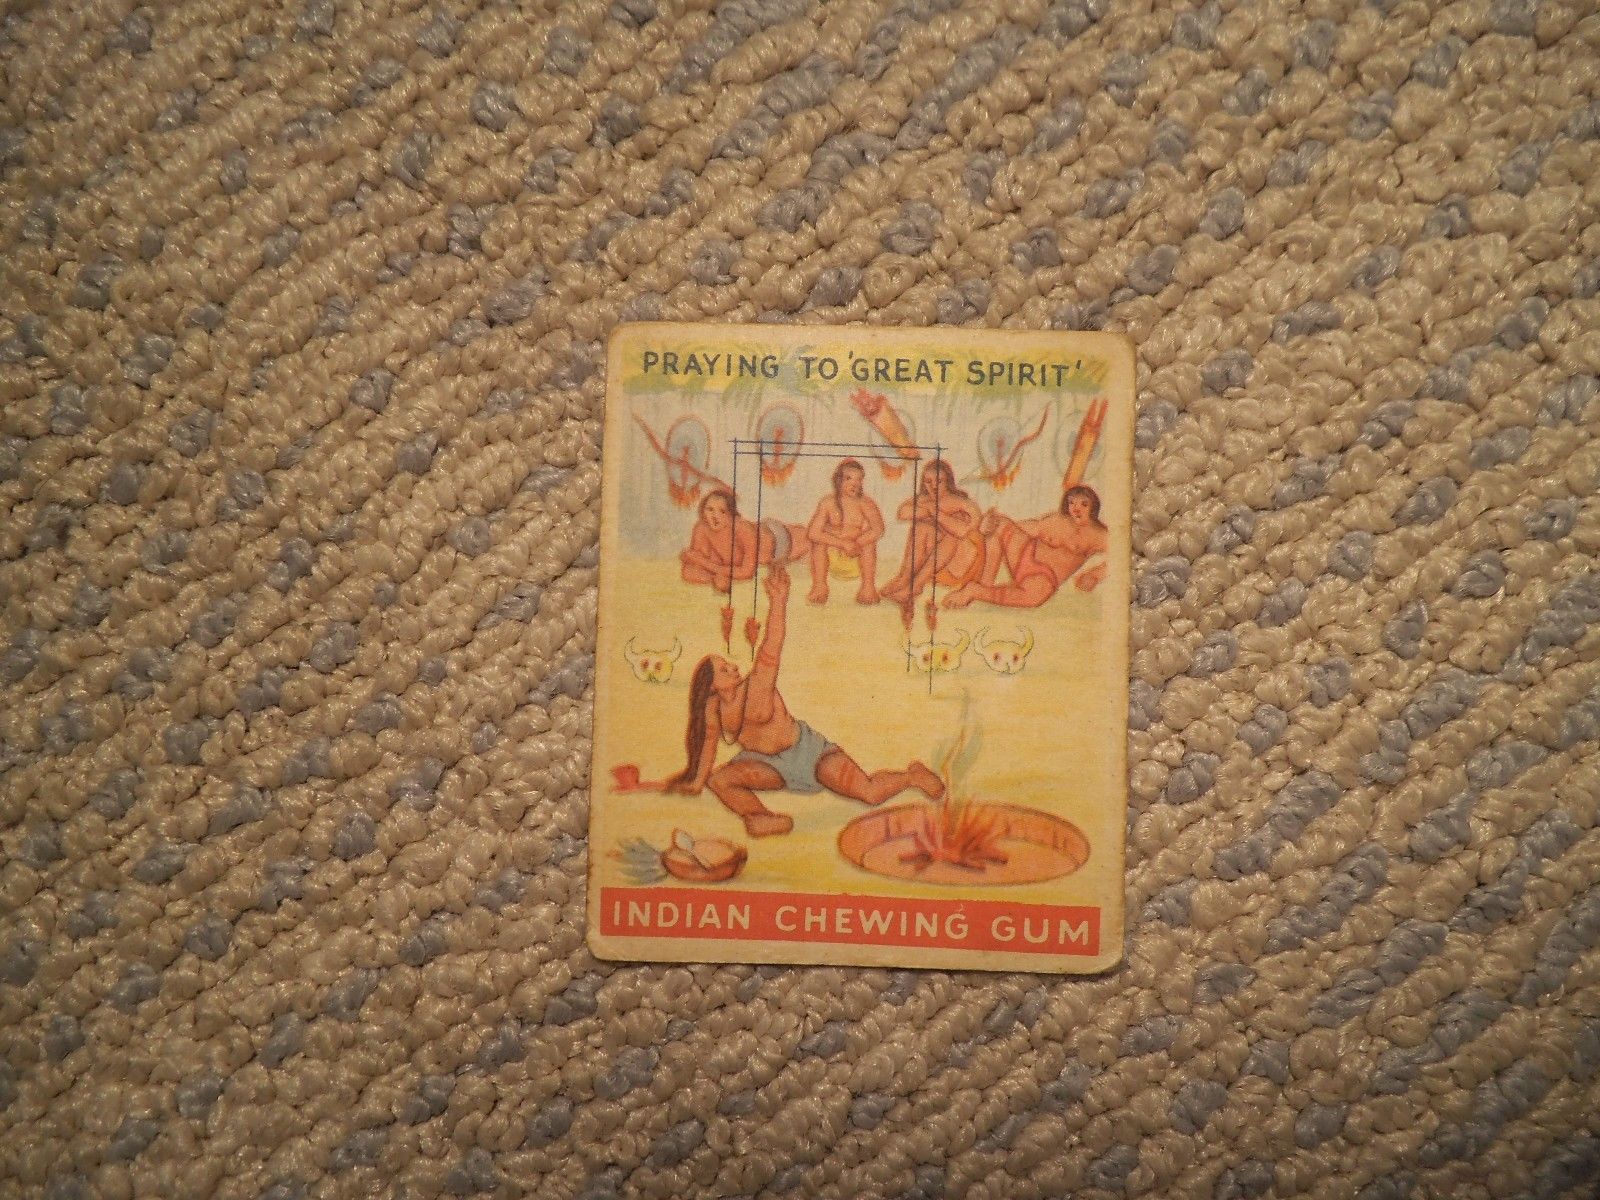 PRAYING TO 'GREAT SPIRIT'
INDIAN CHEWING GUM